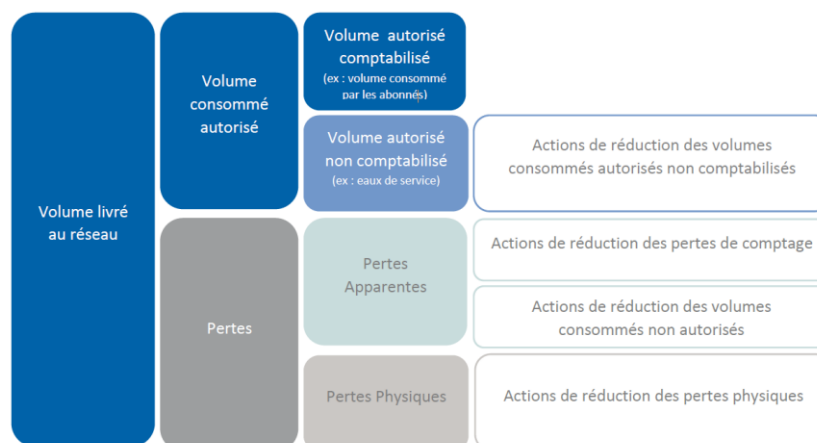 Volume livré
au réseau
Volume
consommé
autorisé
Volume autorisé
comptabilisé
(ex : volume consommé
par les abonnés)
Volume autorisé
non comptabilisé
(ex : eaux de service)
Actions de réduction des volumes
consommés autorisés non comptabilisés
Pertes
Pertes
Apparentes
Actions de réduction des pertes de comptage
Actions de réduction des volumes
consommés non autorisés
Pertes Physiques
Actions de réduction des pertes physiques